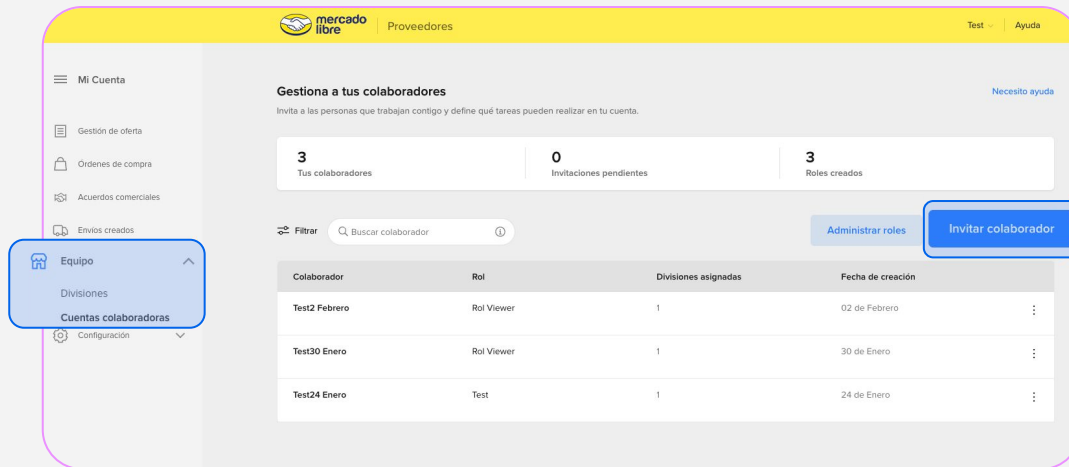 mercado libre Proveedores Test Ayuda
Mi Cuenta
Gestión de oferta
Órdenes de compra
Acuerdos comerciales
Envíos creados
Equipo
Divisiones
Cuentas colaboradoras
Configuración
Gestiona a tus colaboradores
Necesito ayuda
Invita a las personas que trabajan contigo y define qué tareas pueden realizar en tu cuenta.
3 0 3
Tus colaboradores Invitaciones pendientes Roles creados
Filtrar Buscar colaborador Administrar roles Invitar colaborador
Colaborador Rol Divisiones asignadas Fecha de creación
Test2 Febrero Rol Viewer 1 02 de Febrero
Test30 Enero Rol Viewer 1 30 de Enero
Test24 Enero Test 1 24 de Enero